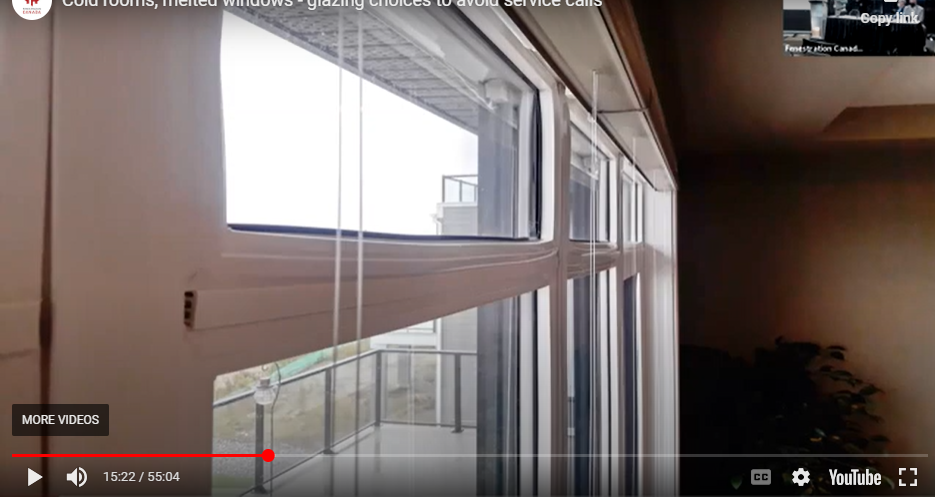 Cold rooms, melted windows - glazing choices to avoid service calls
Copy link
Fenestration Canad...
MORE VIDEOS
15:22 / 55:04
CC
YouTube